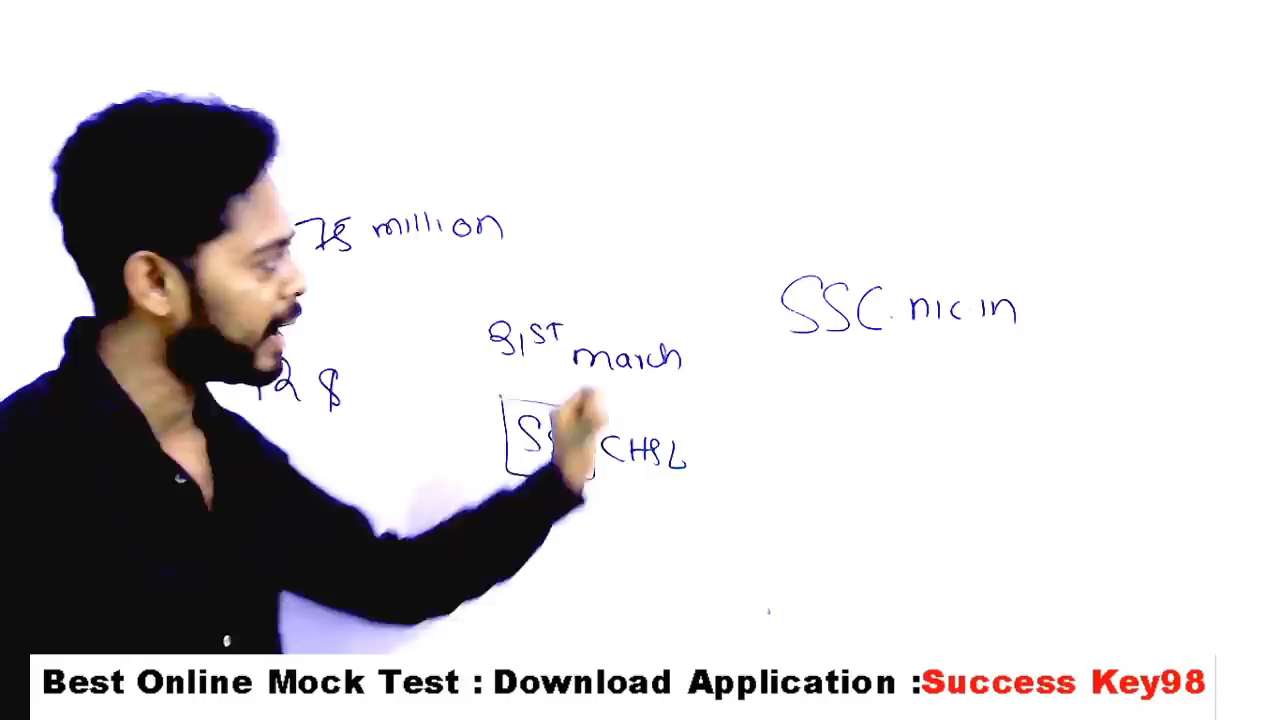 75 million
31ST march
SSC.nic.in
CHSL
Best Online Mock Test : Download Application :Success Key98